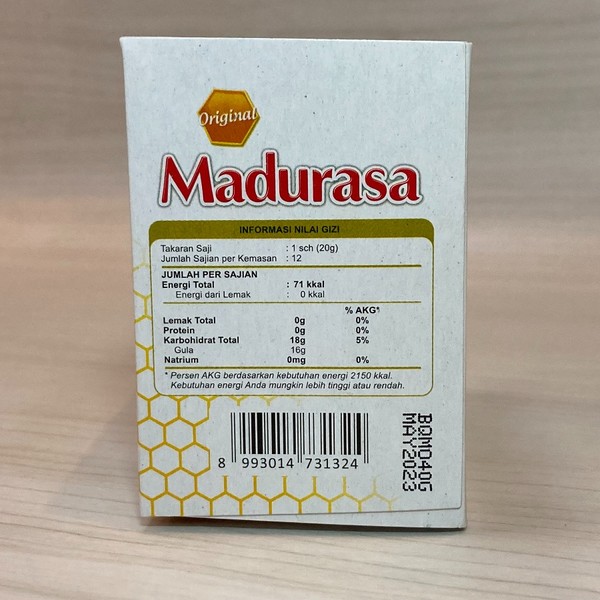 Original
Madurasa
INFORMASI NILAI GIZI
Takaran Saji : 1 sch (20g)
Jumlah Sajian per Kemasan : 12
JUMLAH PER SAJIAN
Energi Total : 71 kkal
Energi dari Lemak : 0 kkal
% AKG*
Lemak Total 0g 0%
Protein 0g 0%
Karbohidrat Total 18g 5%
Gula 16g
Natrium 0mg 0%
* Persen AKG berdasarkan kebutuhan energi 2150 kkal.
Kebutuhan energi Anda mungkin lebih tinggi atau rendah.
8 993014 731324
BQMO40G
MAY2023